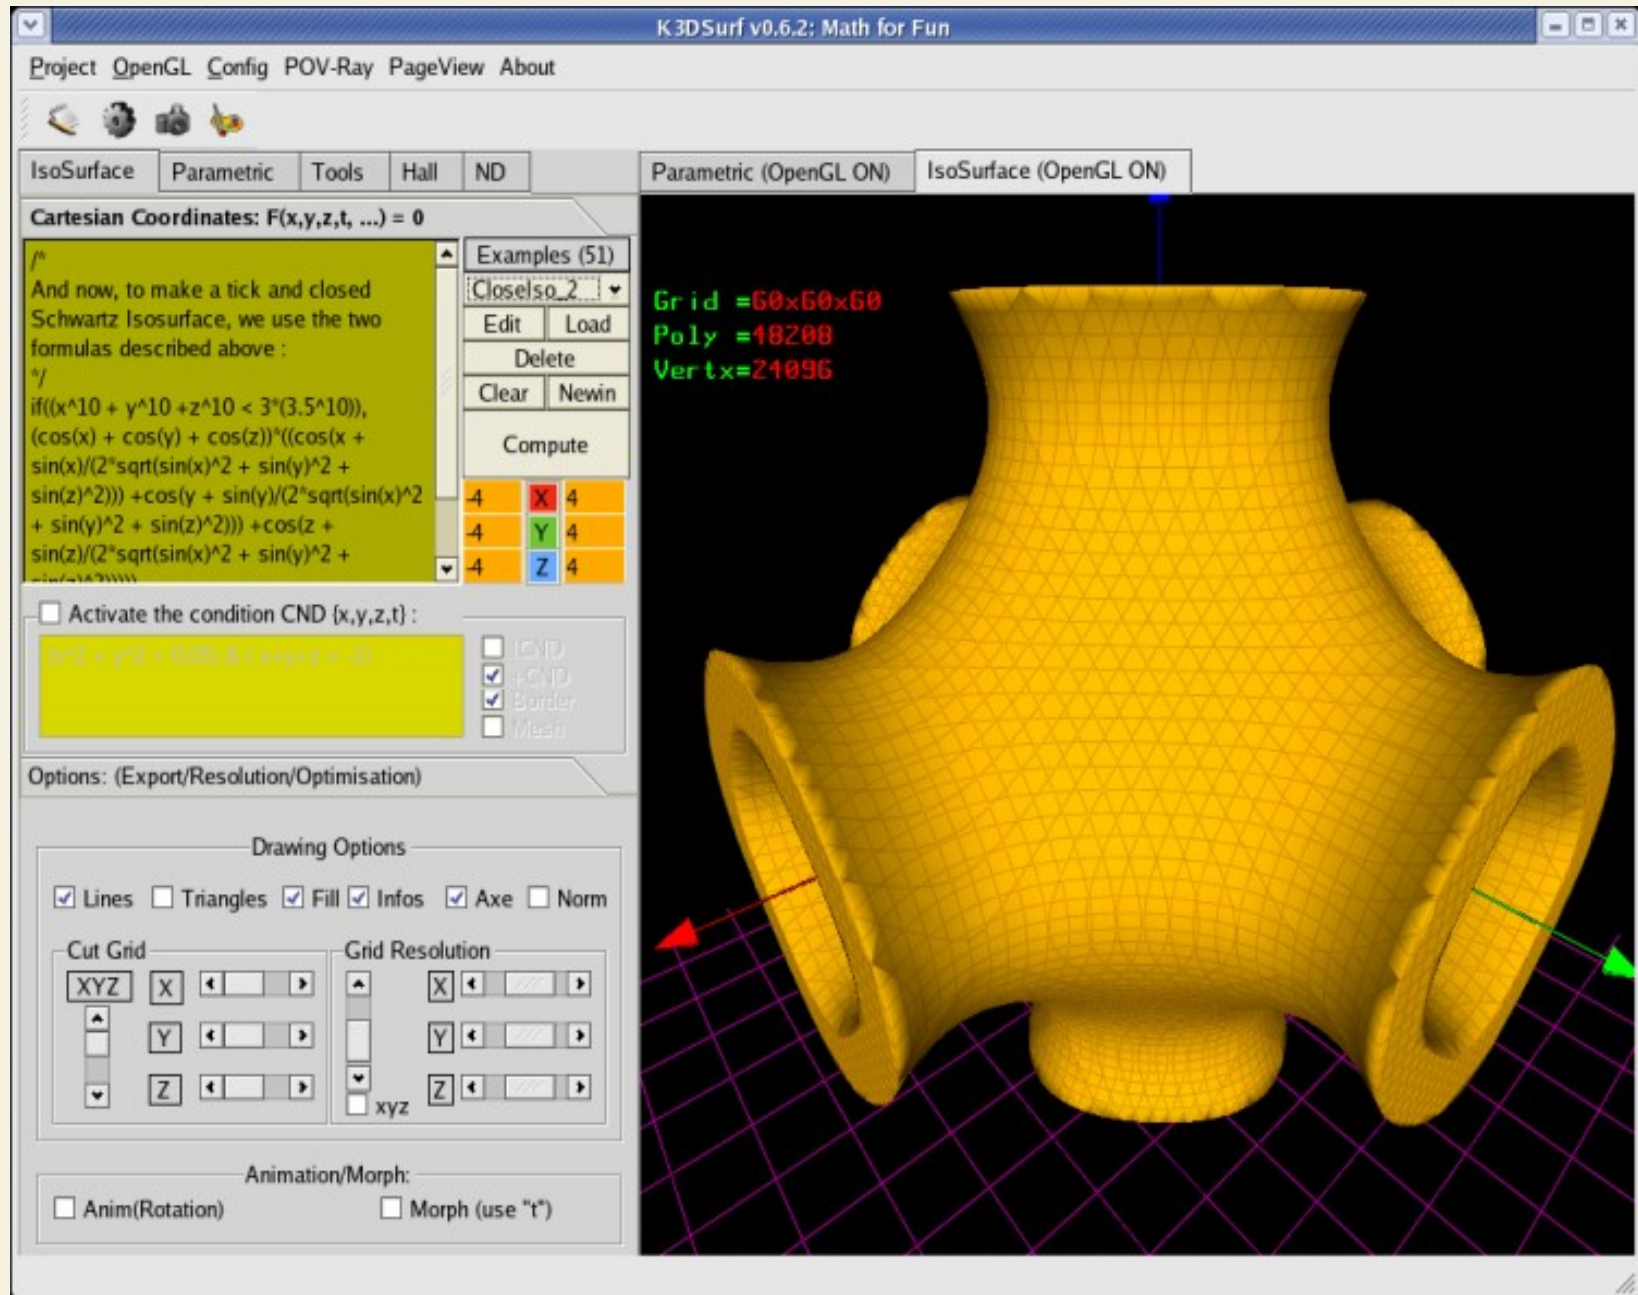 K3DSurf v0.6.2: Math for Fun
Project OpenGL Config POV-Ray PageView About
IsoSurface Parametric Tools Hall ND
Parametric (OpenGL ON) IsoSurface (OpenGL ON)
Cartesian Coordinates: F(x,y,z,t, ...) = 0
/*
And now, to make a tick and closed
Schwartz Isosurface, we use the two
formulas described above :
*/
if((x^10 + y^10 +z^10 < 3*(3.5^10)),
(cos(x) + cos(y) + cos(z))*((cos(x +
sin(x)/(2*sqrt(sin(x)^2 + sin(y)^2 +
sin(z)^2))) +cos(y + sin(y)/(2*sqrt(sin(x)^2
+ sin(y)^2 + sin(z)^2))) +cos(z +
sin(z)/(2*sqrt(sin(x)^2 + sin(y)^2 +
sin(z)^2)))))
Examples (51)
CloseIso_2
Edit Load
Delete
Clear Newin
Compute
-4 X 4
-4 Y 4
-4 Z 4
Grid =60x60x60
Poly =48208
Vertx=24096
Activate the condition CND {x,y,z,t} :
!CND
+CND
Border
Mesh
Options: (Export/Resolution/Optimisation)
Drawing Options
Lines Triangles Fill Infos Axe Norm
Cut Grid
XYZ X
Y
Z
Grid Resolution
X
Y
Z
xyz
Animation/Morph:
Anim(Rotation) Morph (use "t")